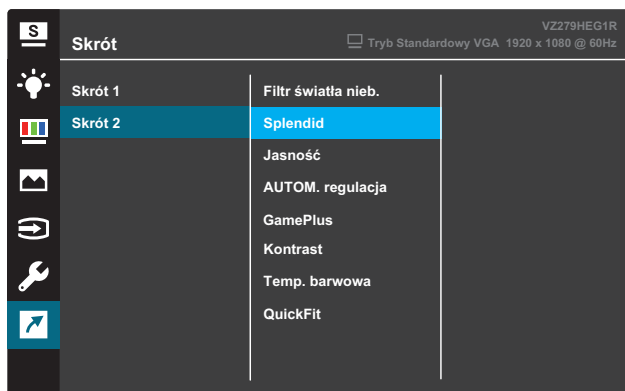 S
VZ279HEG1R
Skrót
Tryb Standardowy VGA 1920 x 1080 @ 60Hz
Skrót 1
Skrót 2
Filtr światła nieb.
Splendid
Jasność
AUTOM. regulacja
GamePlus
Kontrast
Temp. barwowa
QuickFit